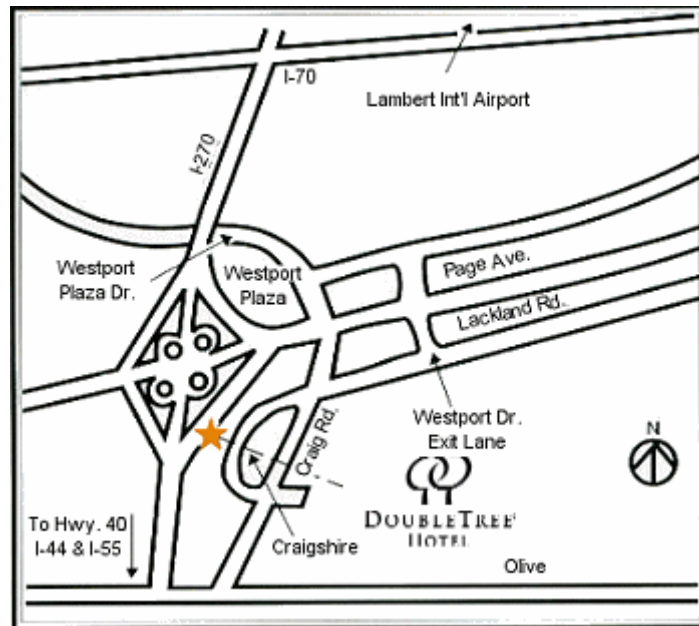 I-70
Lambert Int'l Airport
I-270
Westport
Plaza Dr.
Westport
Plaza
Page Ave.
Lackland Rd.
Westport Dr.
Exit Lane
Craig Rd.
N
DOUBLETREE®
HOTEL
To Hwy. 40
I-44 & I-55
Craigshire
Olive